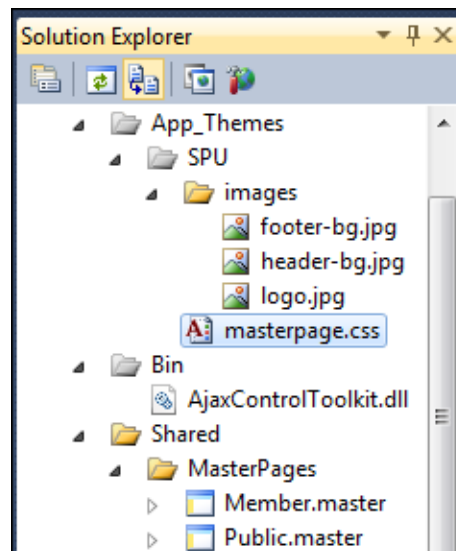 Solution Explorer
App_Themes
SPU
images
footer-bg.jpg
header-bg.jpg
logo.jpg
masterpage.css
Bin
AjaxControlToolkit.dll
Shared
MasterPages
Member.master
Public.master